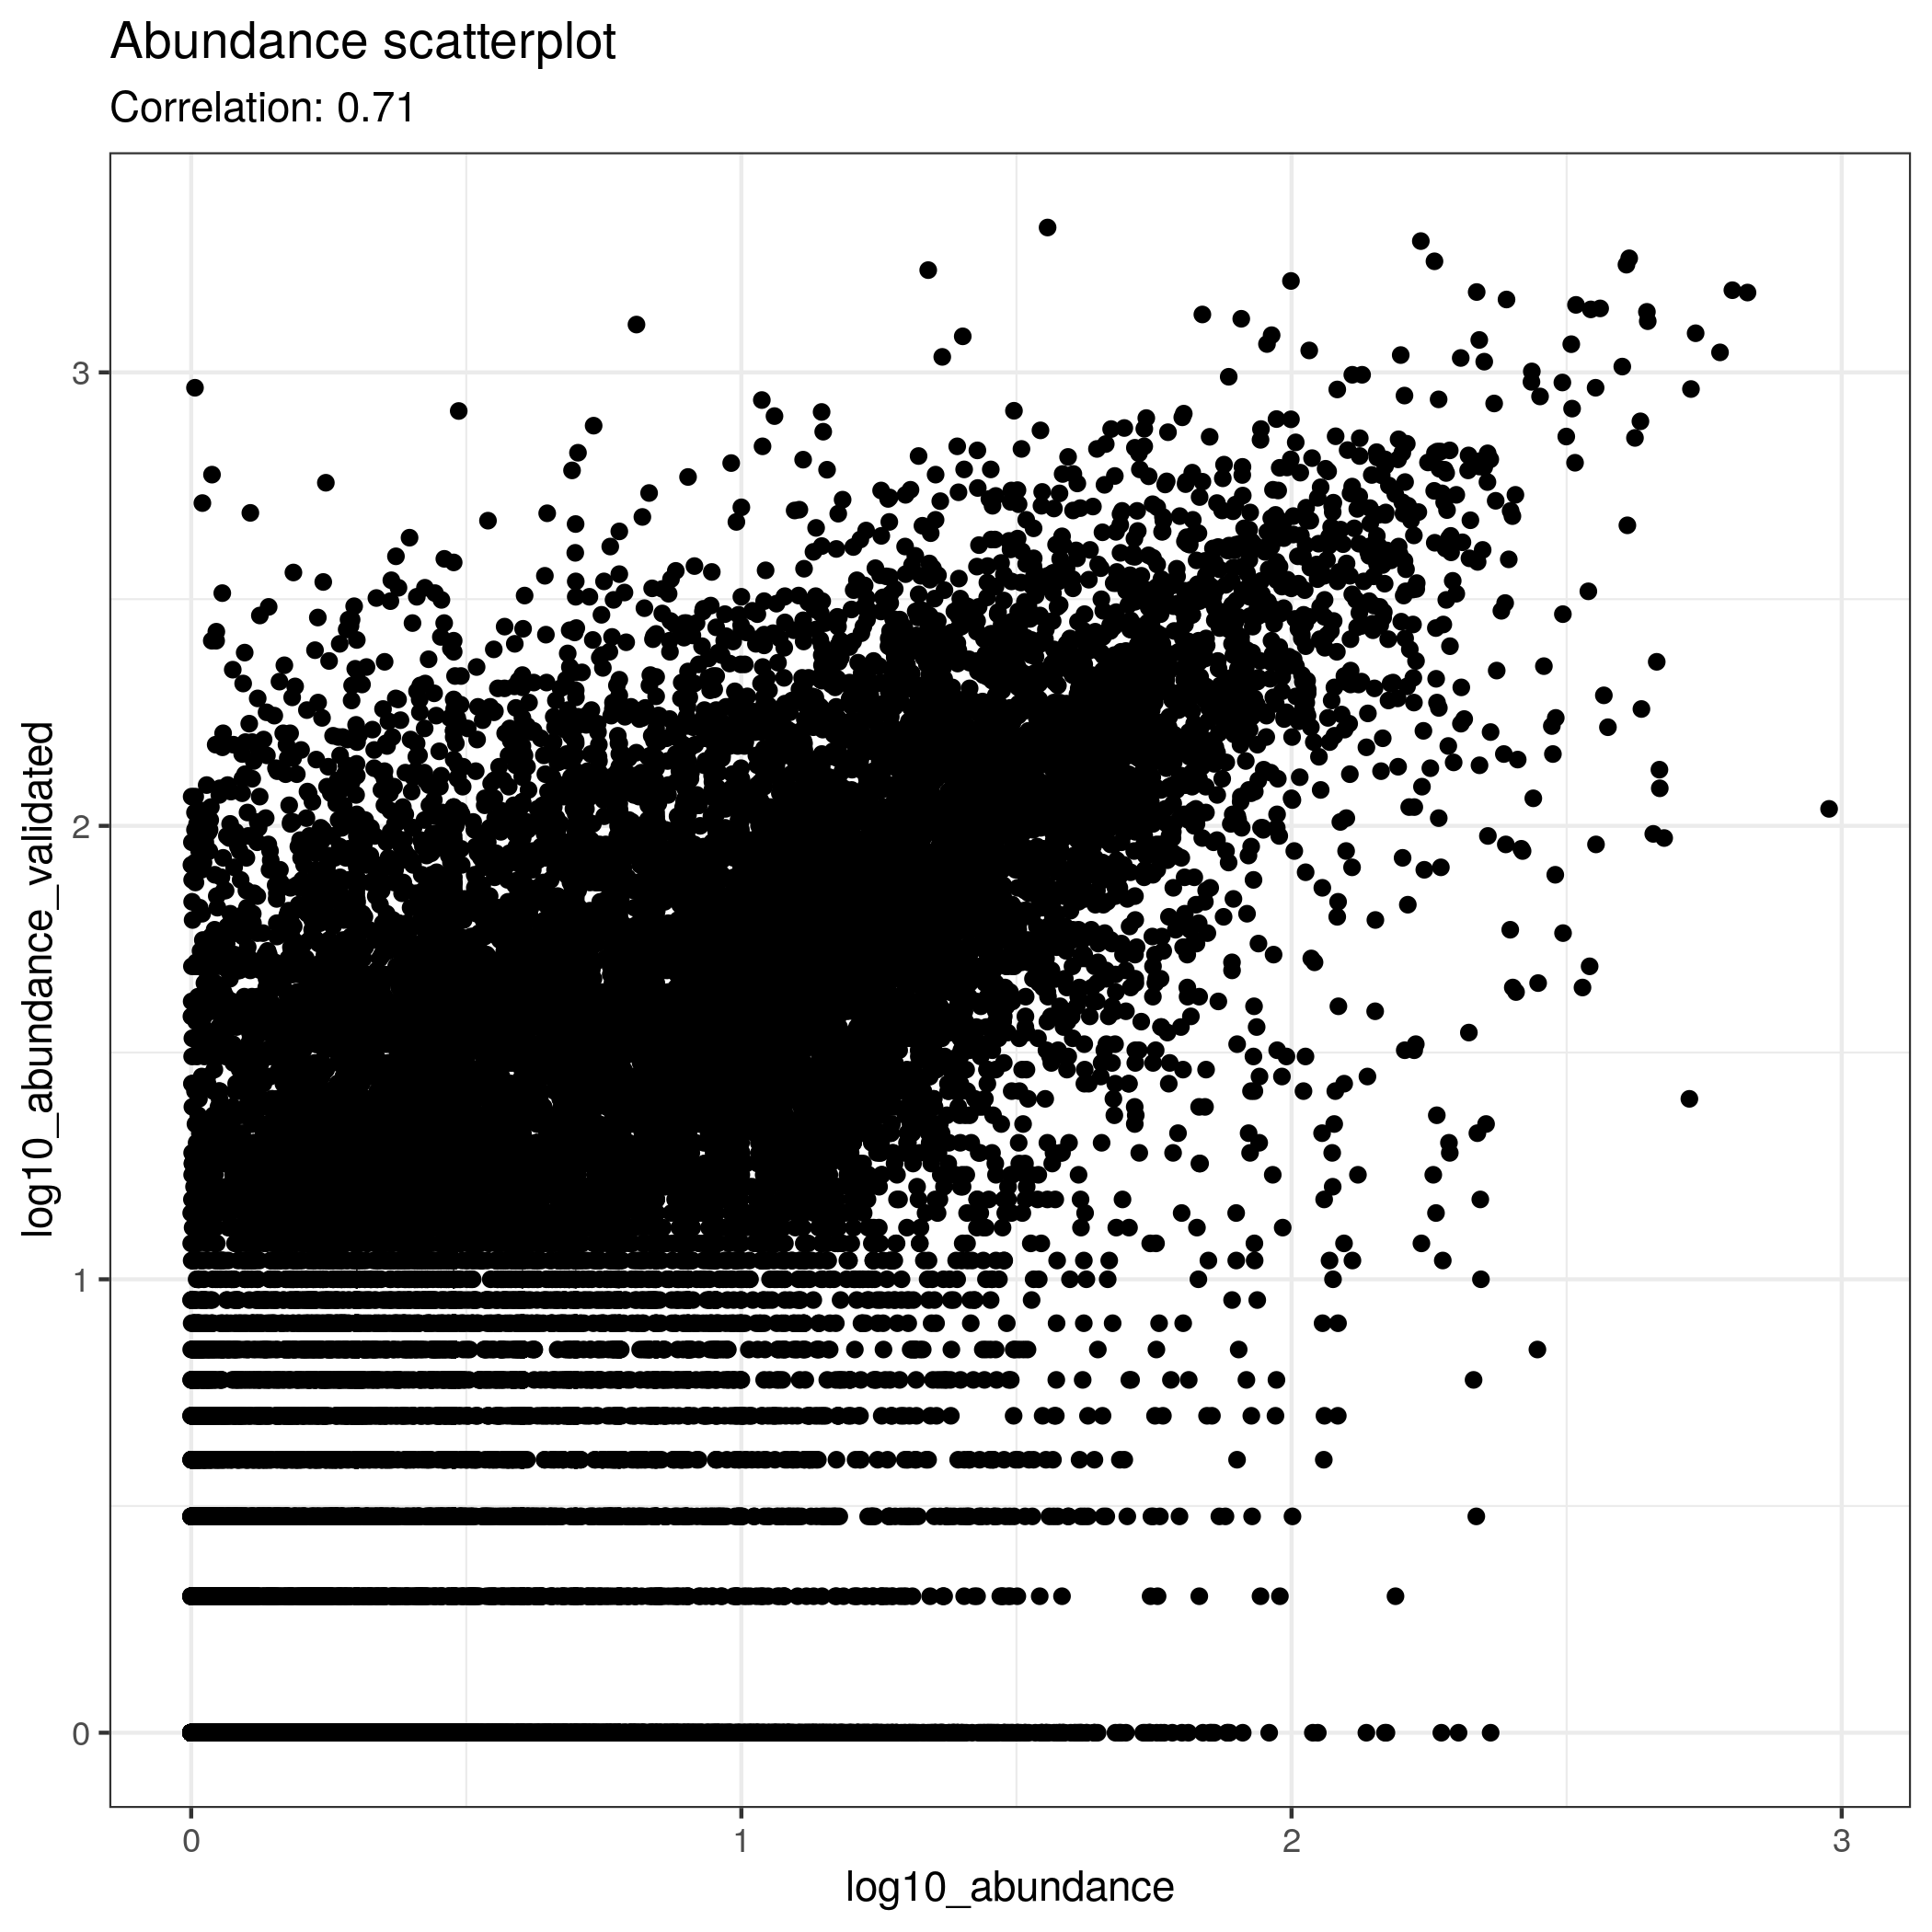 Abundance scatterplot
Correlation: 0.71
log10_abundance_validated
3
2
1
0
0 1 2 3
log10_abundance